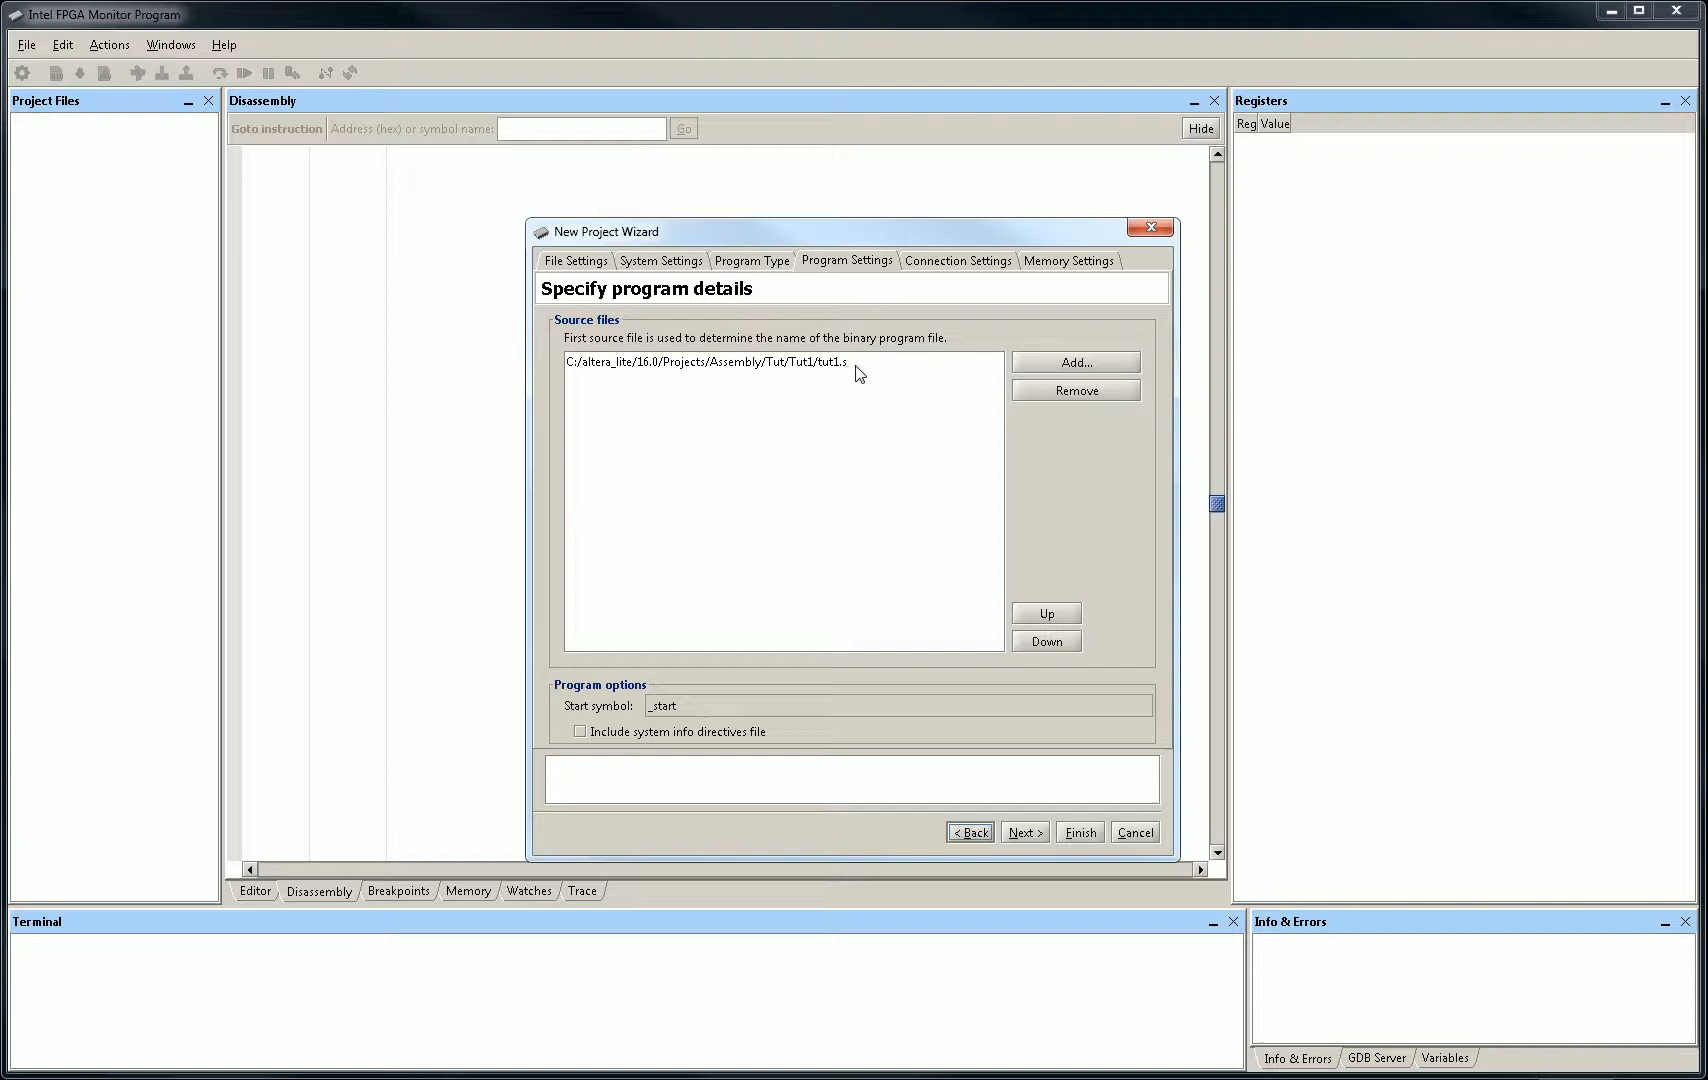 Intel FPGA Monitor Program
File Edit Actions Windows Help
Project Files
Disassembly
Registers
Goto instruction Address (hex) or symbol name: Go Hide
Reg Value
New Project Wizard
File Settings System Settings Program Type Program Settings Connection Settings Memory Settings
Specify program details
Source files
First source file is used to determine the name of the binary program file.
C:/altera_lite/16.0/Projects/Assembly/Tut/Tut1/tut1.s
Add...
Remove
Up
Down
Program options
Start symbol: _start
Include system info directives file
< Back Next > Finish Cancel
Editor Disassembly Breakpoints Memory Watches Trace
Terminal
Info & Errors
Info & Errors GDB Server Variables